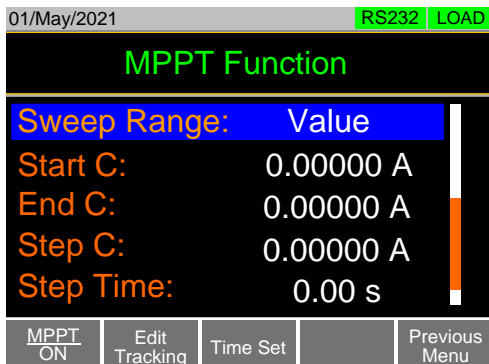 01/May/2021 RS232 LOAD
MPPT Function
Sweep Range: Value
Start C: 0.00000 A
End C: 0.00000 A
Step C: 0.00000 A
Step Time: 0.00 s
MPPT ON Edit Tracking Time Set Previous Menu